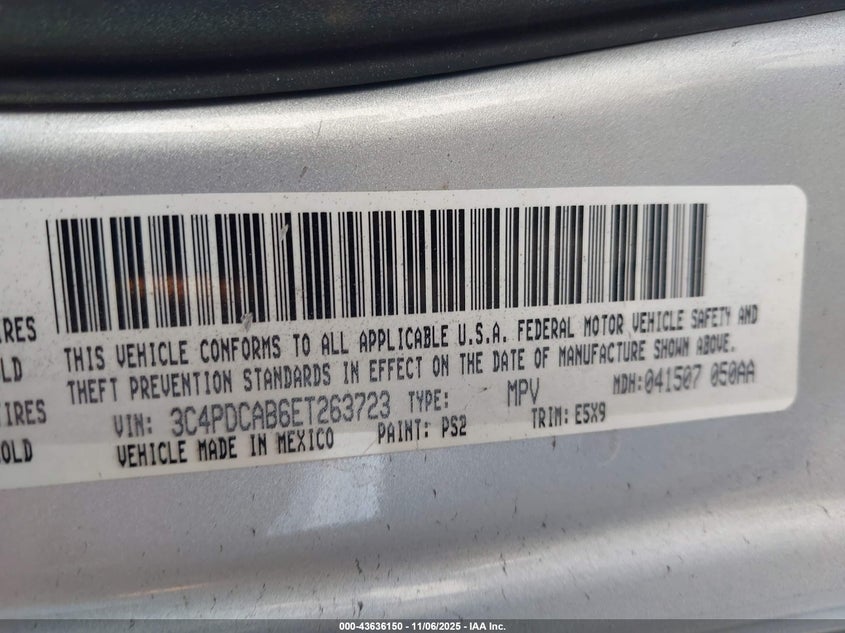 IRES
LD
IRES
OLD
THIS VEHICLE CONFORMS TO ALL APPLICABLE U.S.A. FEDERAL MOTOR VEHICLE SAFETY AND
THEFT PREVENTION STANDARDS IN EFFECT ON THE DATE OF MANUFACTURE SHOWN ABOVE.
VIN: 3C4PDCAB6ET263723 TYPE: MPV MDH:041507 050AA
VEHICLE MADE IN MEXICO PAINT: PS2 TRIM: E5X9
000-43636150 - 11/06/2025 - IAA Inc.